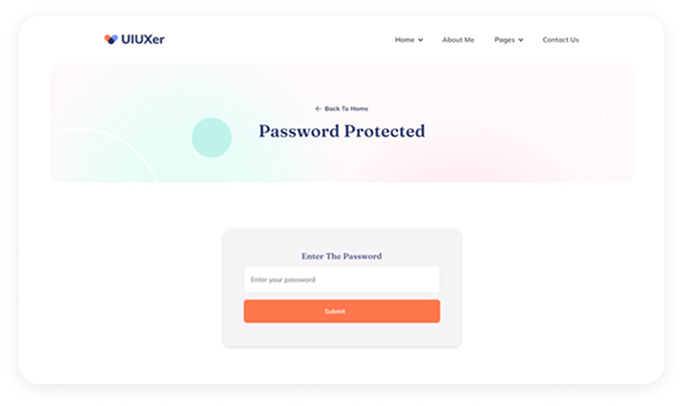 UIUXer
Home
About Me
Pages
Contact Us
Back To Home
Password Protected
Enter The Password
Enter your password
Submit